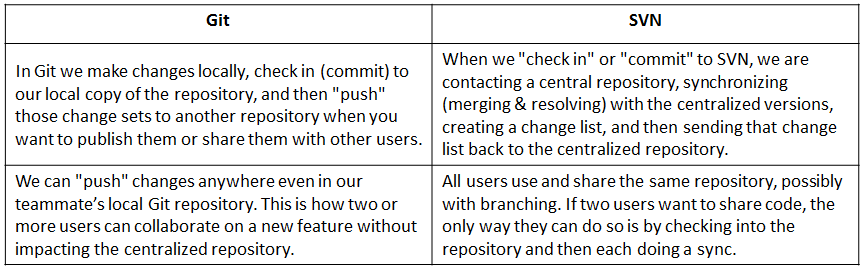 Git
SVN
In Git we make changes locally, check in (commit) to
our local copy of the repository, and then "push"
those change sets to another repository when you
want to publish them or share them with other users.
When we "check in" or "commit" to SVN, we are
contacting a central repository, synchronizing
(merging & resolving) with the centralized versions,
creating a change list, and then sending that change
list back to the centralized repository.
We can "push" changes anywhere even in our
teammate’s local Git repository. This is how two or
more users can collaborate on a new feature without
impacting the centralized repository.
All users use and share the same repository, possibly
with branching. If two users want to share code, the
only way they can do so is by checking into the
repository and then each doing a sync.